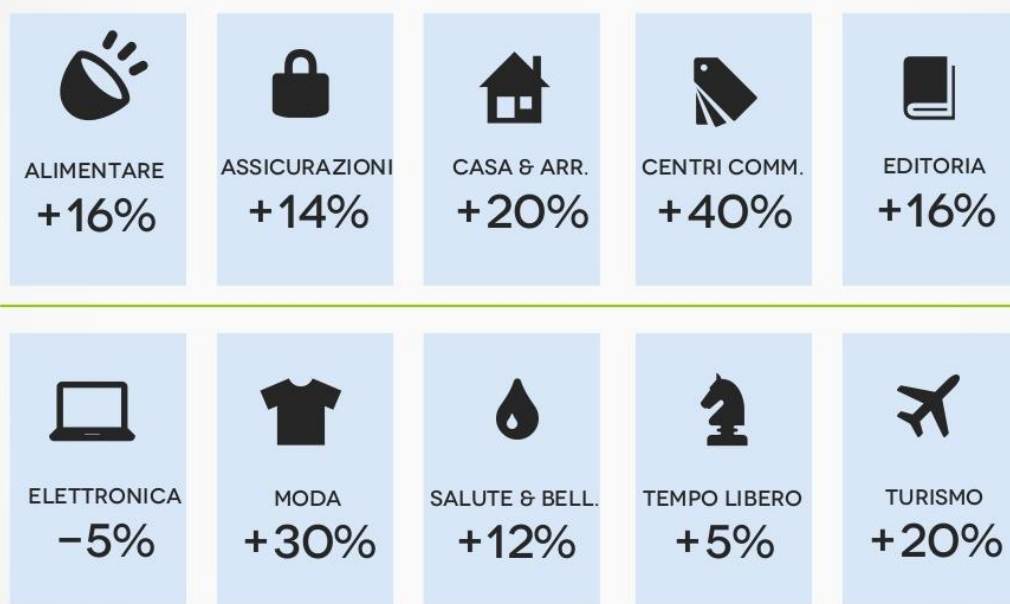 ALIMENTARE
+16%
ASSICURAZIONI
+14%
CASA & ARR.
+20%
CENTRI COMM.
+40%
EDITORIA
+16%
ELETTRONICA
-5%
MODA
+30%
SALUTE & BELL.
+12%
TEMPO LIBERO
+5%
TURISMO
+20%